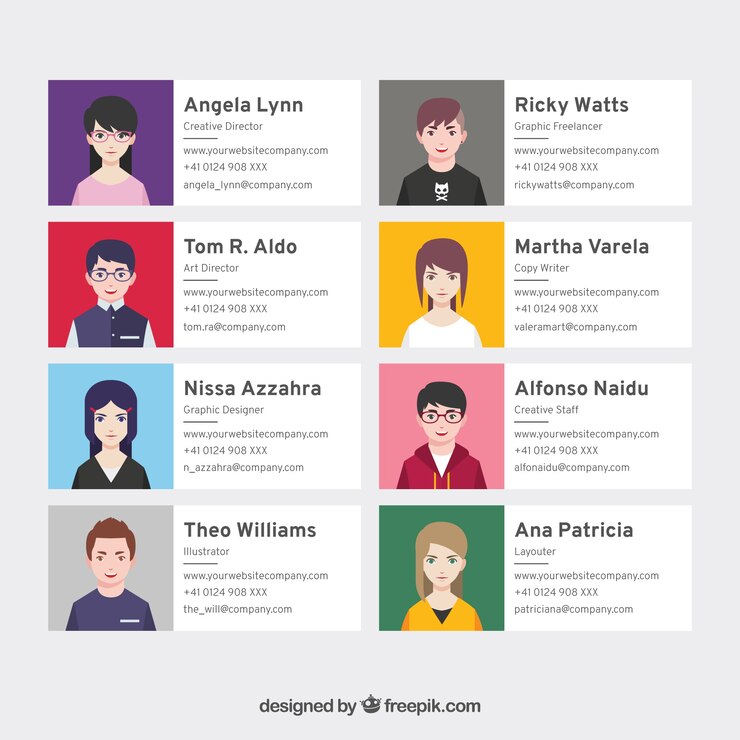 Angela Lynn
Creative Director
www.yourwebsitecompany.com
+41 0124 908 XXX
angela_lynn@company.com
Ricky Watts
Graphic Freelancer
www.yourwebsitecompany.com
+41 0124 908 XXX
rickywatts@company.com
Tom R. Aldo
Art Director
www.yourwebsitecompany.com
+41 0124 908 XXX
tom.ra@company.com
Martha Varela
Copy Writer
www.yourwebsitecompany.com
+41 0124 908 XXX
valeramart@company.com
Nissa Azzahra
Graphic Designer
www.yourwebsitecompany.com
+41 0124 908 XXX
n_azzahra@company.com
Alfonso Naidu
Creative Staff
www.yourwebsitecompany.com
+41 0124 908 XXX
alfonaidu@company.com
Theo Williams
Illustrator
www.yourwebsitecompany.com
+41 0124 908 XXX
the_will@company.com
Ana Patricia
Layouter
www.yourwebsitecompany.com
+41 0124 908 XXX
patriciana@company.com
designed by freepik.com